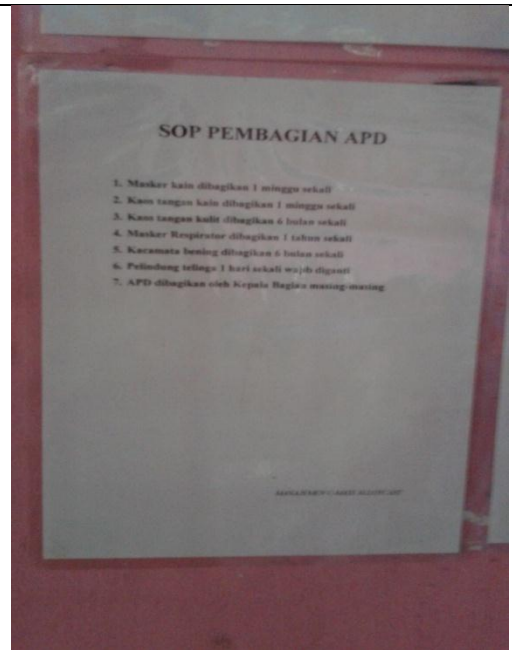 SOP PEMBAGIAN APD
1. Masker kain dibagikan 1 minggu sekali
2. Kaos tangan kain dibagikan 1 minggu sekali
3. Kaos tangan kulit dibagikan 6 bulan sekali
4. Masker Respirator dibagikan 1 tahun sekali
5. Kacamata bening dibagikan 6 bulan sekali
6. Pelindung telinga 1 hari sekali wajib diganti
7. APD dibagikan oleh Kepala Bagian masing-masing